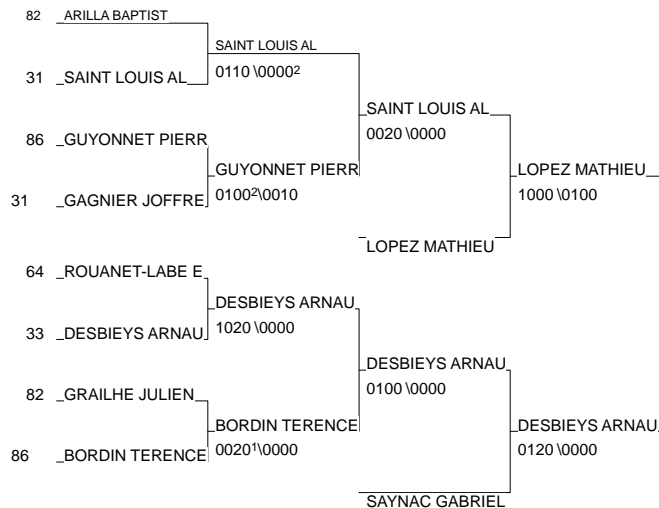 82 ARILLA BAPTIST
SAINT LOUIS AL
0110 \0000²
31 SAINT LOUIS AL
SAINT LOUIS AL
0020 \0000
86 GUYONNET PIERR
GUYONNET PIERR
0100²\0010
LOPEZ MATHIEU
1000 \0100
31 GAGNIER JOFFRE
LOPEZ MATHIEU
64 ROUANET-LABE E
DESBIEYS ARNAU
1020 \0000
33 DESBIEYS ARNAU
DESBIEYS ARNAU
0100 \0000
82 GRAILHE JULIEN
BORDIN TERENCE
0020¹\0000
DESBIEYS ARNAU
0120 \0000
86 BORDIN TERENCE
SAYNAC GABRIEL